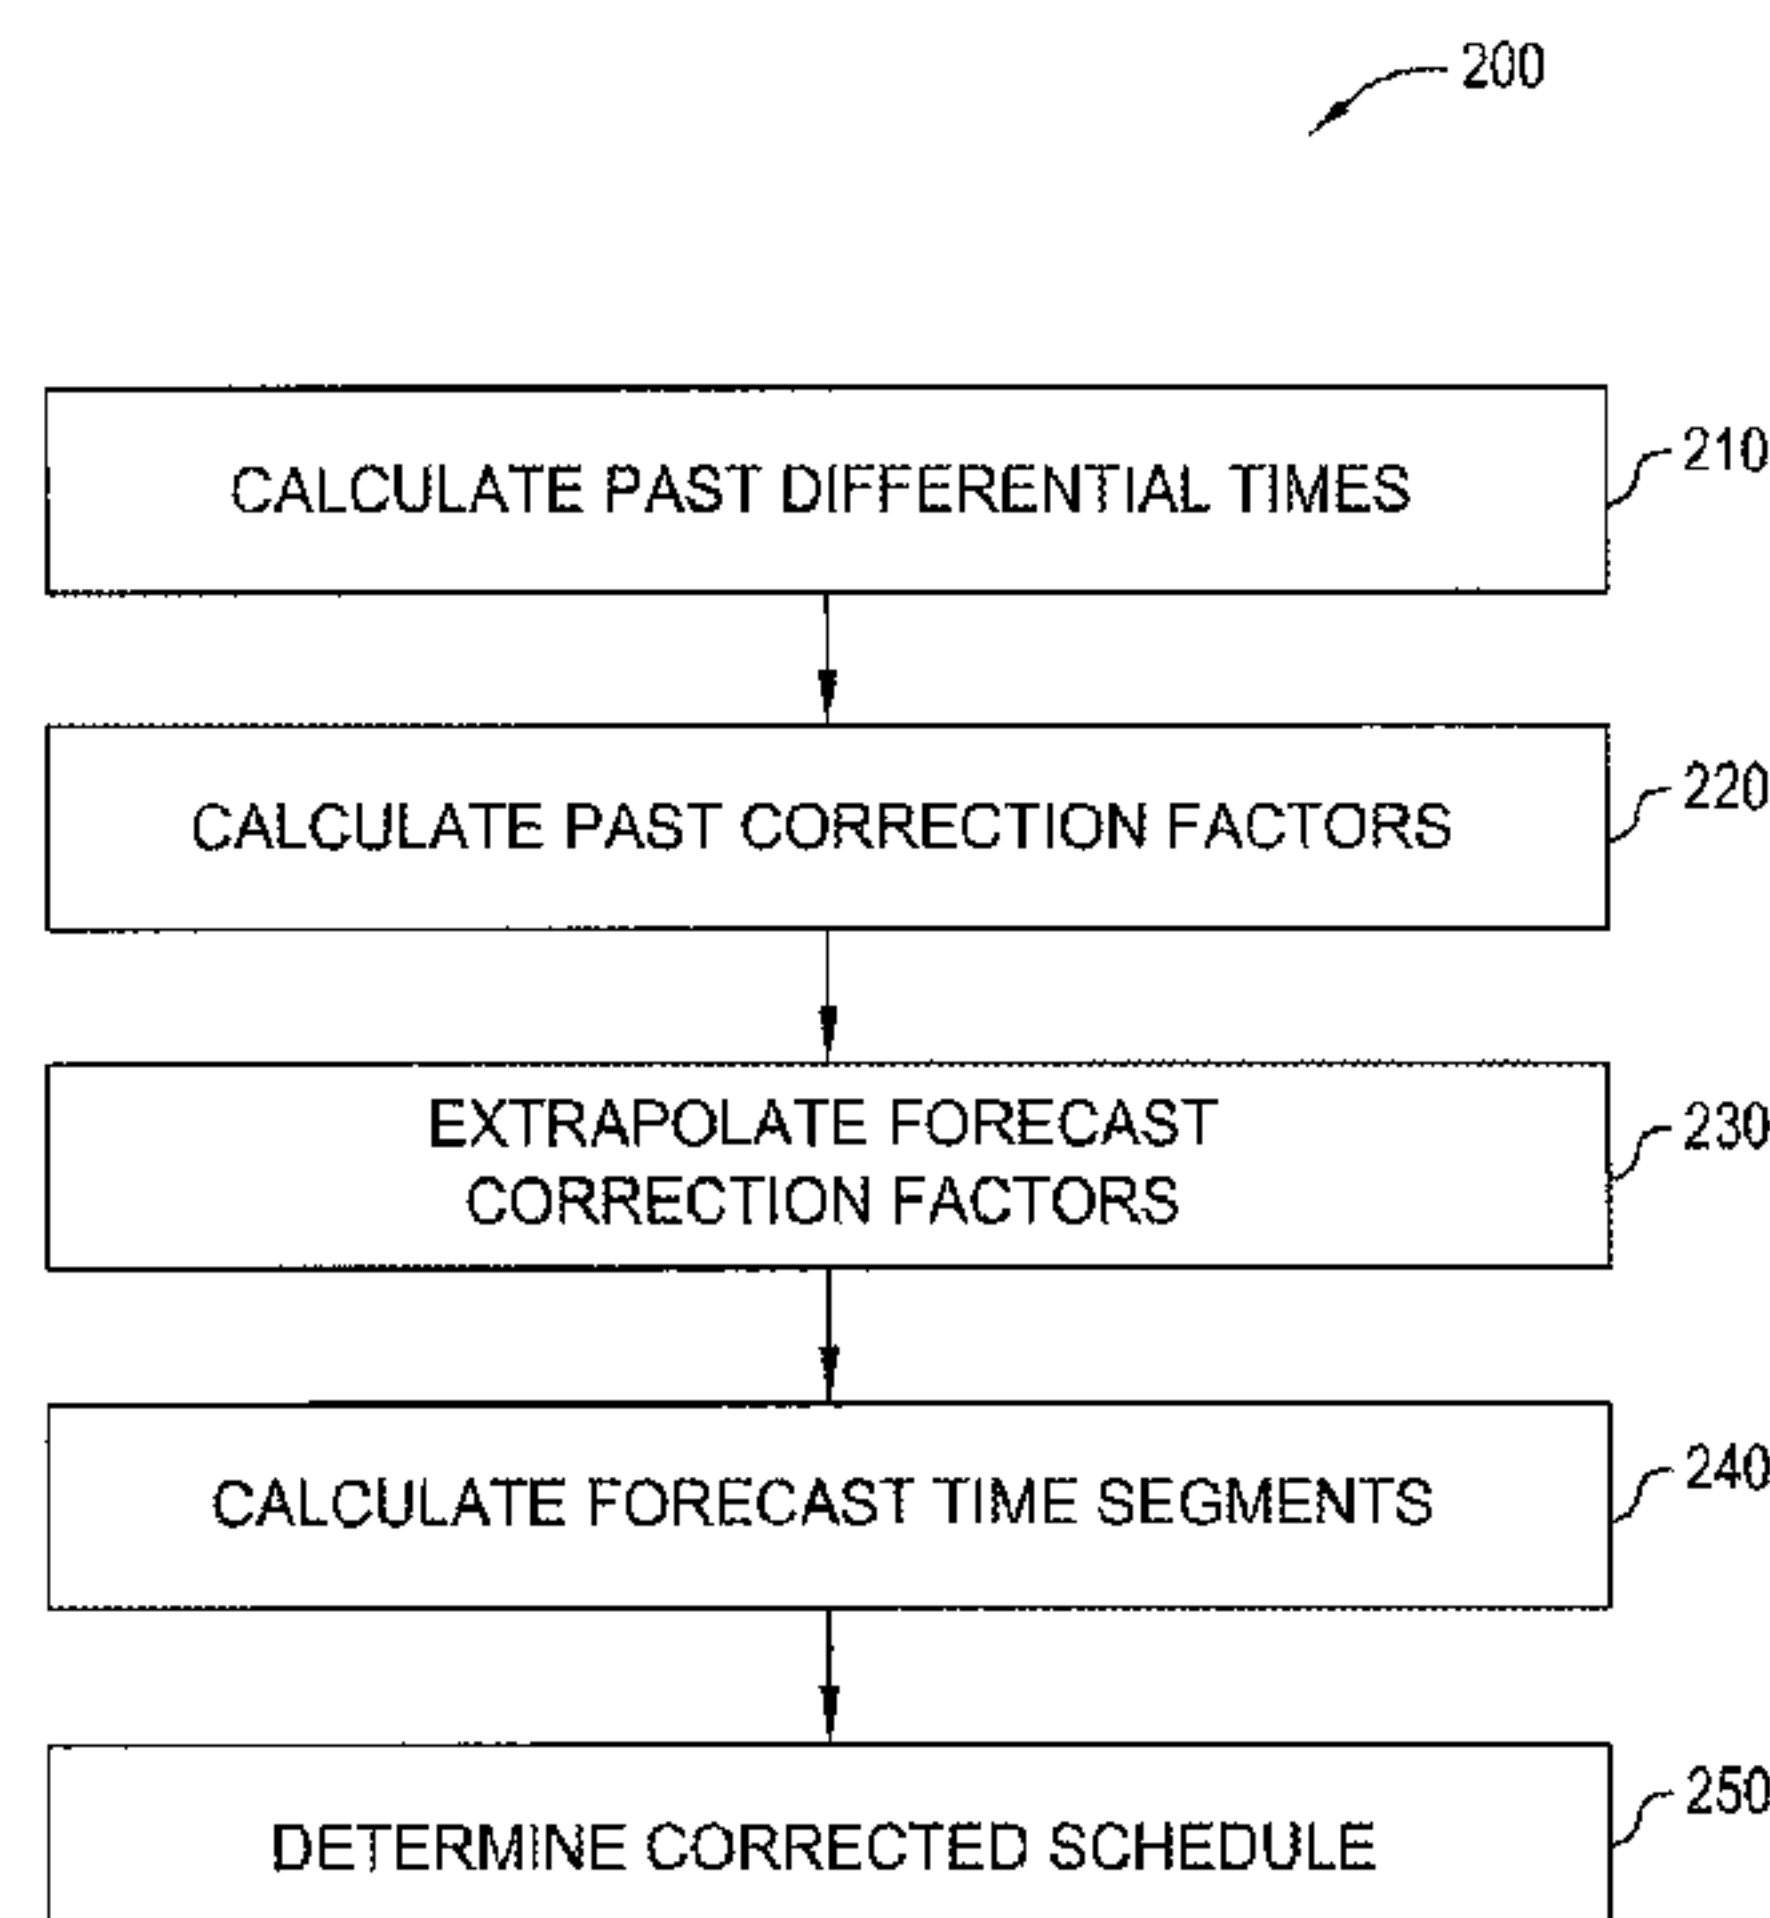 200
CALCULATE PAST DIFFERENTIAL TIMES
210
CALCULATE PAST CORRECTION FACTORS
220
EXTRAPOLATE FORECAST
CORRECTION FACTORS
230
CALCULATE FORECAST TIME SEGMENTS
240
DETERMINE CORRECTED SCHEDULE
250